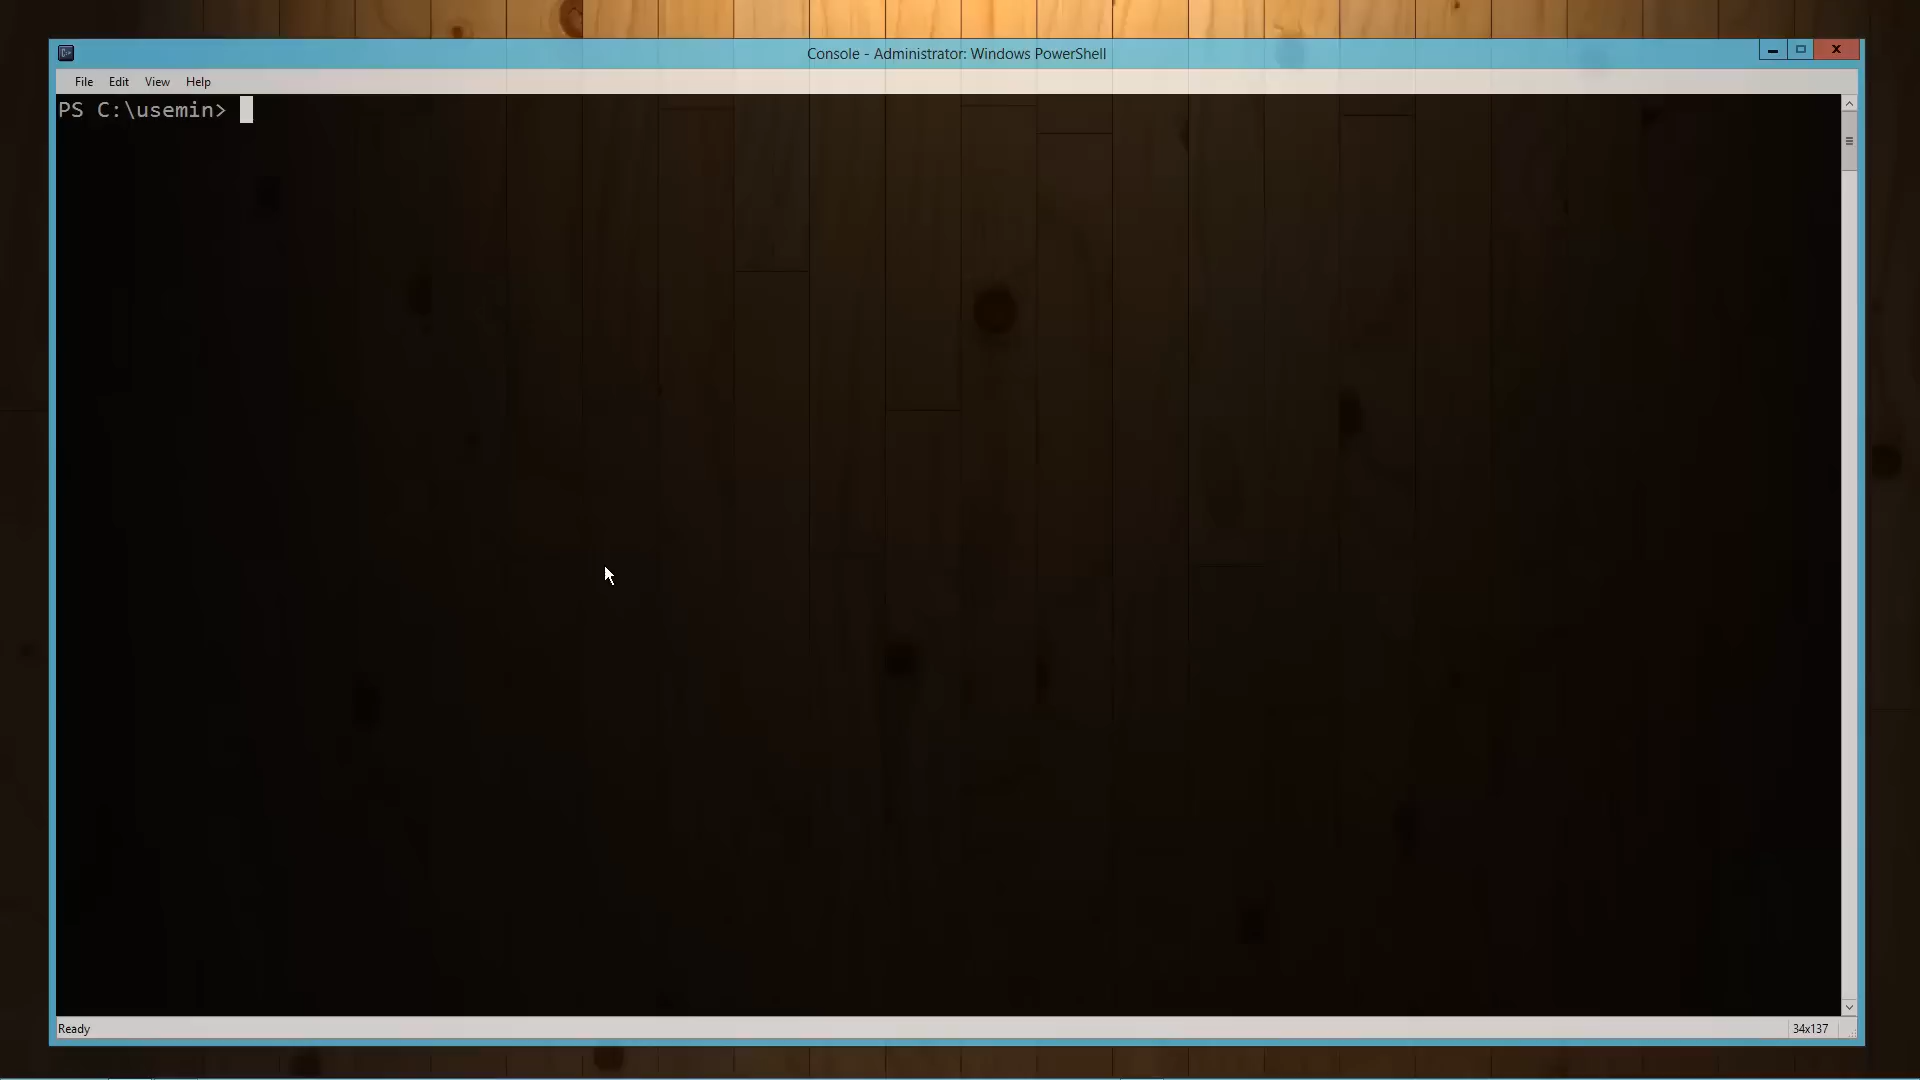 Console - Administrator: Windows PowerShell
File Edit View Help
PS C:\usemin>
Ready
34x137